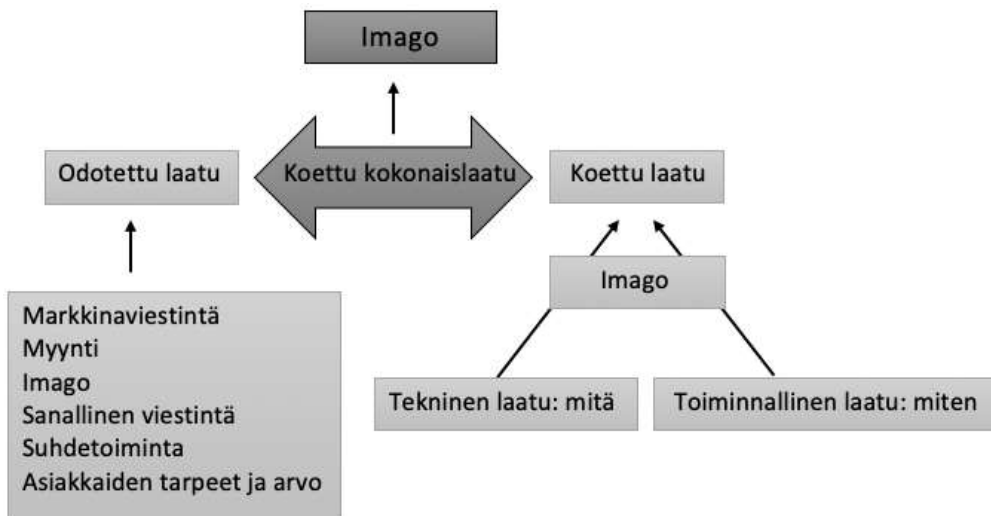 Imago
Odotettu laatu
Koettu kokonaislaatu
Koettu laatu
Imago
Markkinaviestintä
Myynti
Imago
Sanallinen viestintä
Suhdetoiminta
Asiakkaiden tarpeet ja arvo
Tekninen laatu: mitä
Toiminnallinen laatu: miten